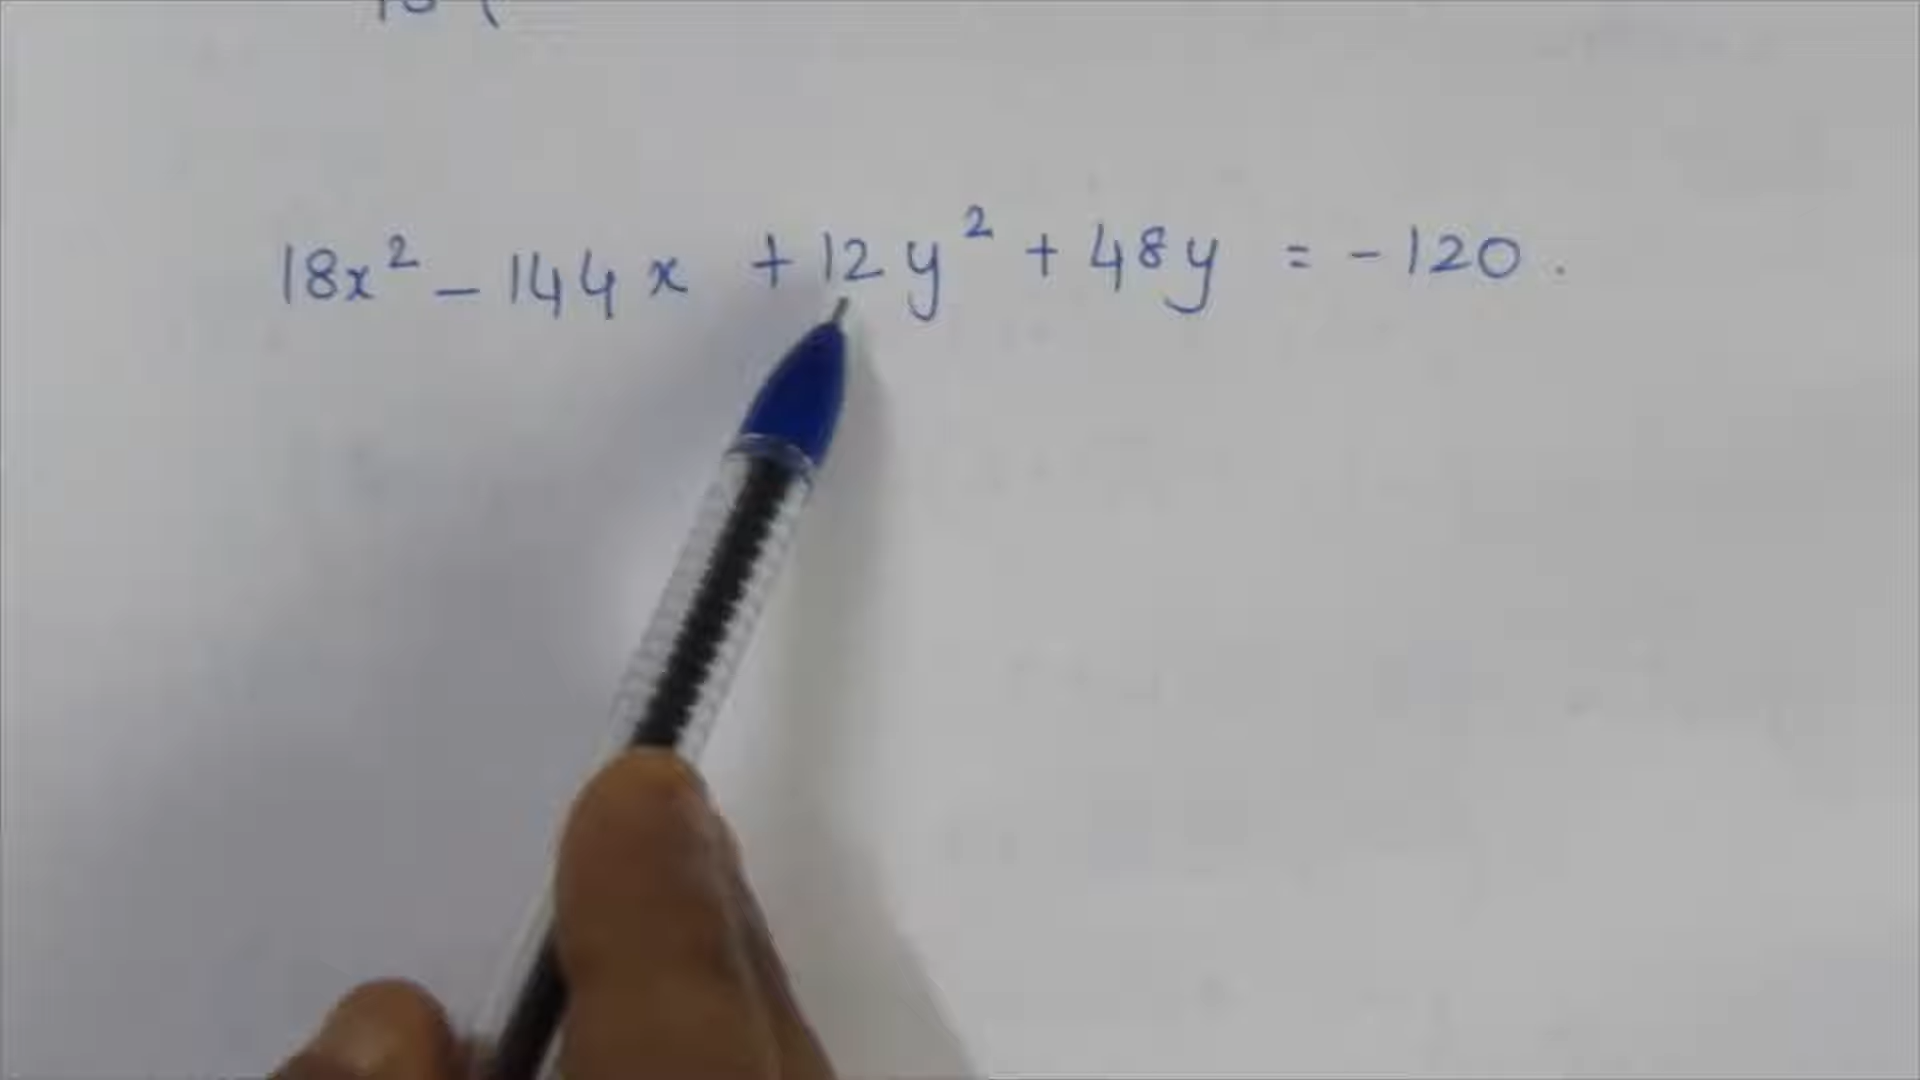 18x² - 144x + 12y² + 48y = -120.